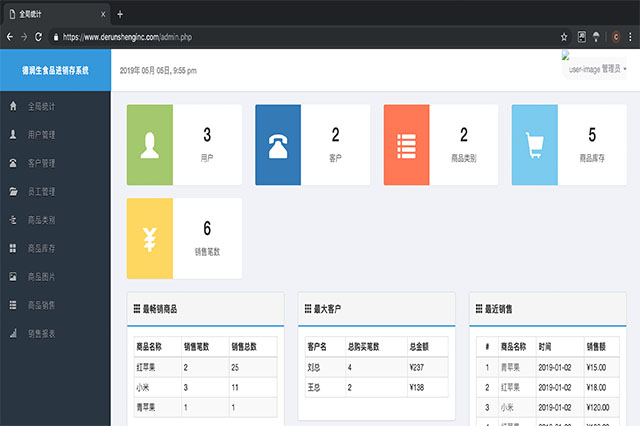 全局统计
https://www.derunshenginc.com/admin.php
C
德润生食品进销存系统
2019年 05月 05日, 9:55 pm
user-image 管理员
全局统计
用户管理
客户管理
员工管理
商品类别
商品库存
商品图片
商品销售
销售报表
3
用户
2
客户
2
商品类别
5
商品库存
6
销售笔数
最畅销商品
商品名称 销售笔数 销售总数
红苹果 2 25
小米 3 11
青苹果 1 1
最大客户
客户名 总购买笔数 总金额
刘总 4 ¥237
王总 2 ¥138
最近销售
# 商品名称 时间 销售额
1 青苹果 2019-01-02 ¥15.00
2 红苹果 2019-01-02 ¥18.00
3 小米 2019-01-02 ¥120.00